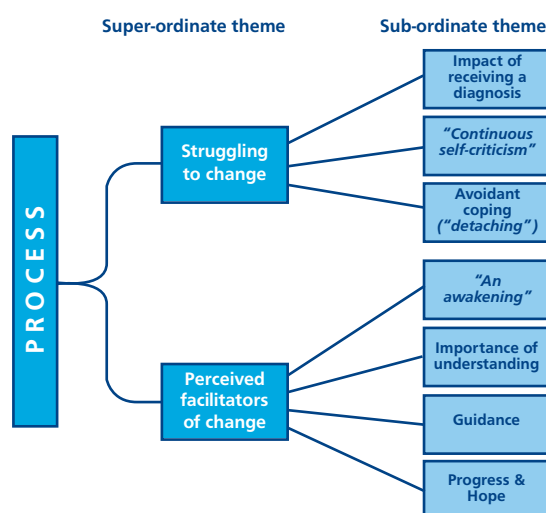 Super-ordinate theme
Sub-ordinate theme
PROCESS
Struggling
to change
Impact of
receiving a
diagnosis
“Continuous
self-criticism”
Avoidant
coping
(“detaching”)
Perceived
facilitators
of change
“An
awakening”
Importance of
understanding
Guidance
Progress &
Hope